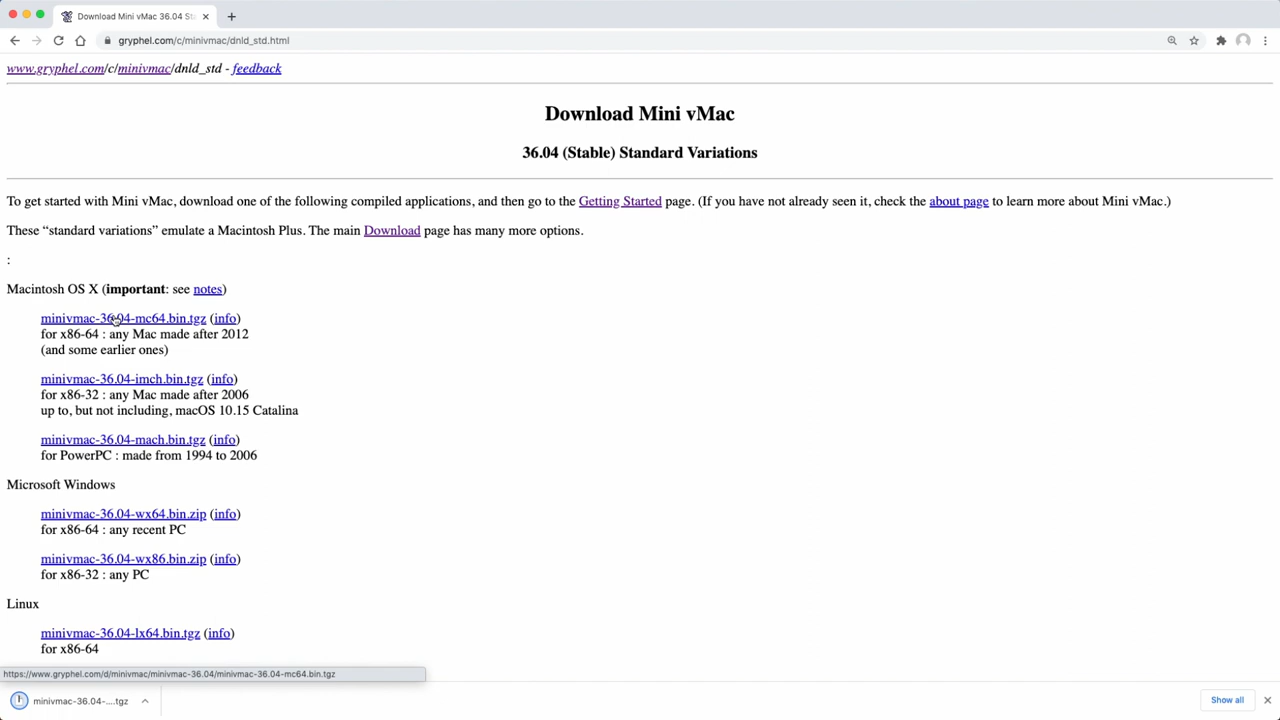 Download Mini vMac 36.04 St
gryphel.com/c/minivmac/dnld_std.html
www.gryphel.com/c/minivmac/dnld_std - feedback
Download Mini vMac
36.04 (Stable) Standard Variations
To get started with Mini vMac, download one of the following compiled applications, and then go to the Getting Started page. (If you have not already seen it, check the about page to learn more about Mini vMac.)
These “standard variations” emulate a Macintosh Plus. The main Download page has many more options.
:
Macintosh OS X (important: see notes)
minivmac-36.04-mc64.bin.tgz (info)
for x86-64 : any Mac made after 2012
(and some earlier ones)
minivmac-36.04-imch.bin.tgz (info)
for x86-32 : any Mac made after 2006
up to, but not including, macOS 10.15 Catalina
minivmac-36.04-mach.bin.tgz (info)
for PowerPC : made from 1994 to 2006
Microsoft Windows
minivmac-36.04-wx64.bin.zip (info)
for x86-64 : any recent PC
minivmac-36.04-wx86.bin.zip (info)
for x86-32 : any PC
Linux
minivmac-36.04-lx64.bin.tgz (info)
for x86-64
https://www.gryphel.com/d/minivmac/minivmac-36.04/minivmac-36.04-mc64.bin.tgz
minivmac-36.04-....tgz
Show all